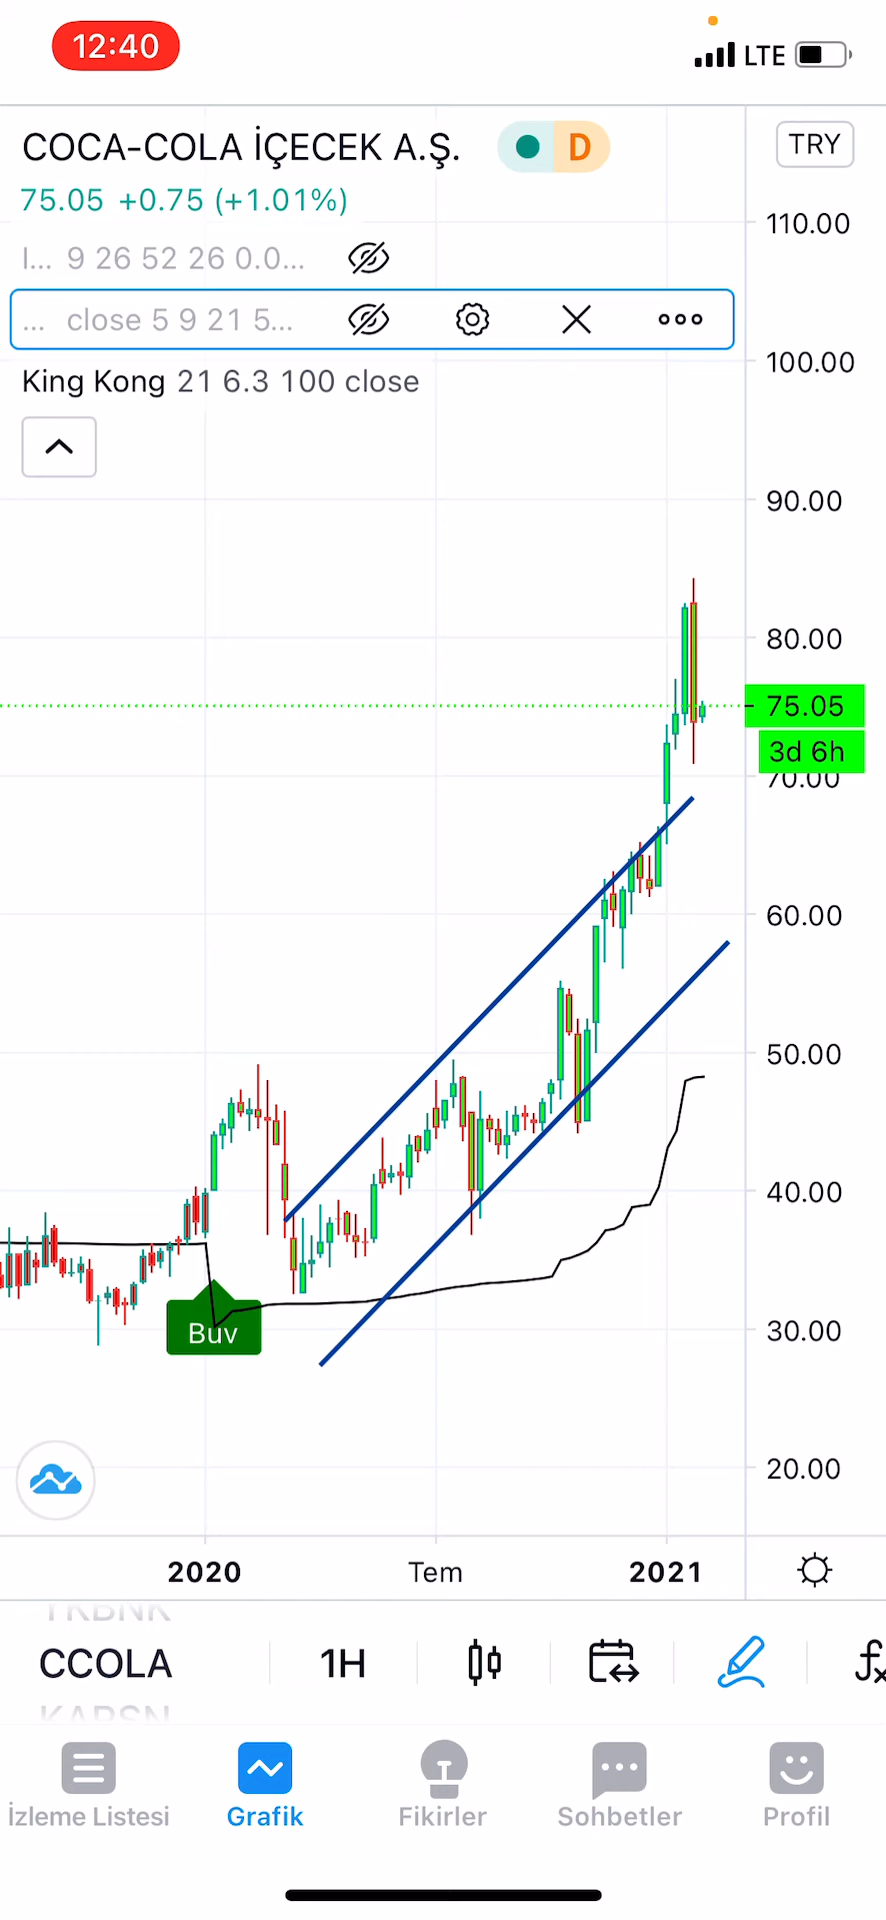 12:40
LTE
COCA-COLA İÇECEK A.Ş.
D
TRY
75.05 +0.75 (+1.01%)
I... 9 26 52 26 0.0...
... close 5 9 21 5...
King Kong 21 6.3 100 close
110.00
100.00
90.00
80.00
75.05
3d 6h
70.00
60.00
50.00
40.00
30.00
20.00
Buy
2020
Tem
2021
YKBNK
CCOLA
1H
KARSN
fx
İzleme Listesi
Grafik
Fikirler
Sohbetler
Profil